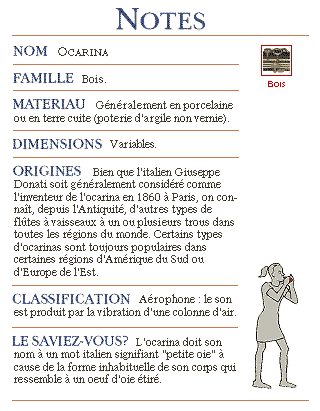 NOTES
NOM OCARINA
Bois
FAMILLE Bois.
MATERIAU Généralement en porcelaine
ou en terre cuite (poterie d'argile non vernie).
DIMENSIONS Variables.
ORIGINES Bien que l'italien Giuseppe
Donati soit généralement considéré comme
l'inventeur de l'ocarina en 1860 à Paris, on con-
naît, depuis l'Antiquité, d'autres types de
flûtes à vaisseaux à un ou plusieurs trous dans
toutes les régions du monde. Certains types
d'ocarinas sont toujours populaires dans
certaines régions d'Amérique du Sud ou
d'Europe de l'Est.
CLASSIFICATION Aérophone : le son
est produit par la vibration d'une colonne d'air.
LE SAVIEZ-VOUS? L'ocarina doit son
nom à un mot italien signifiant "petite oie" à
cause de la forme inhabituelle de son corps qui
ressemble à un oeuf d'oie étiré.